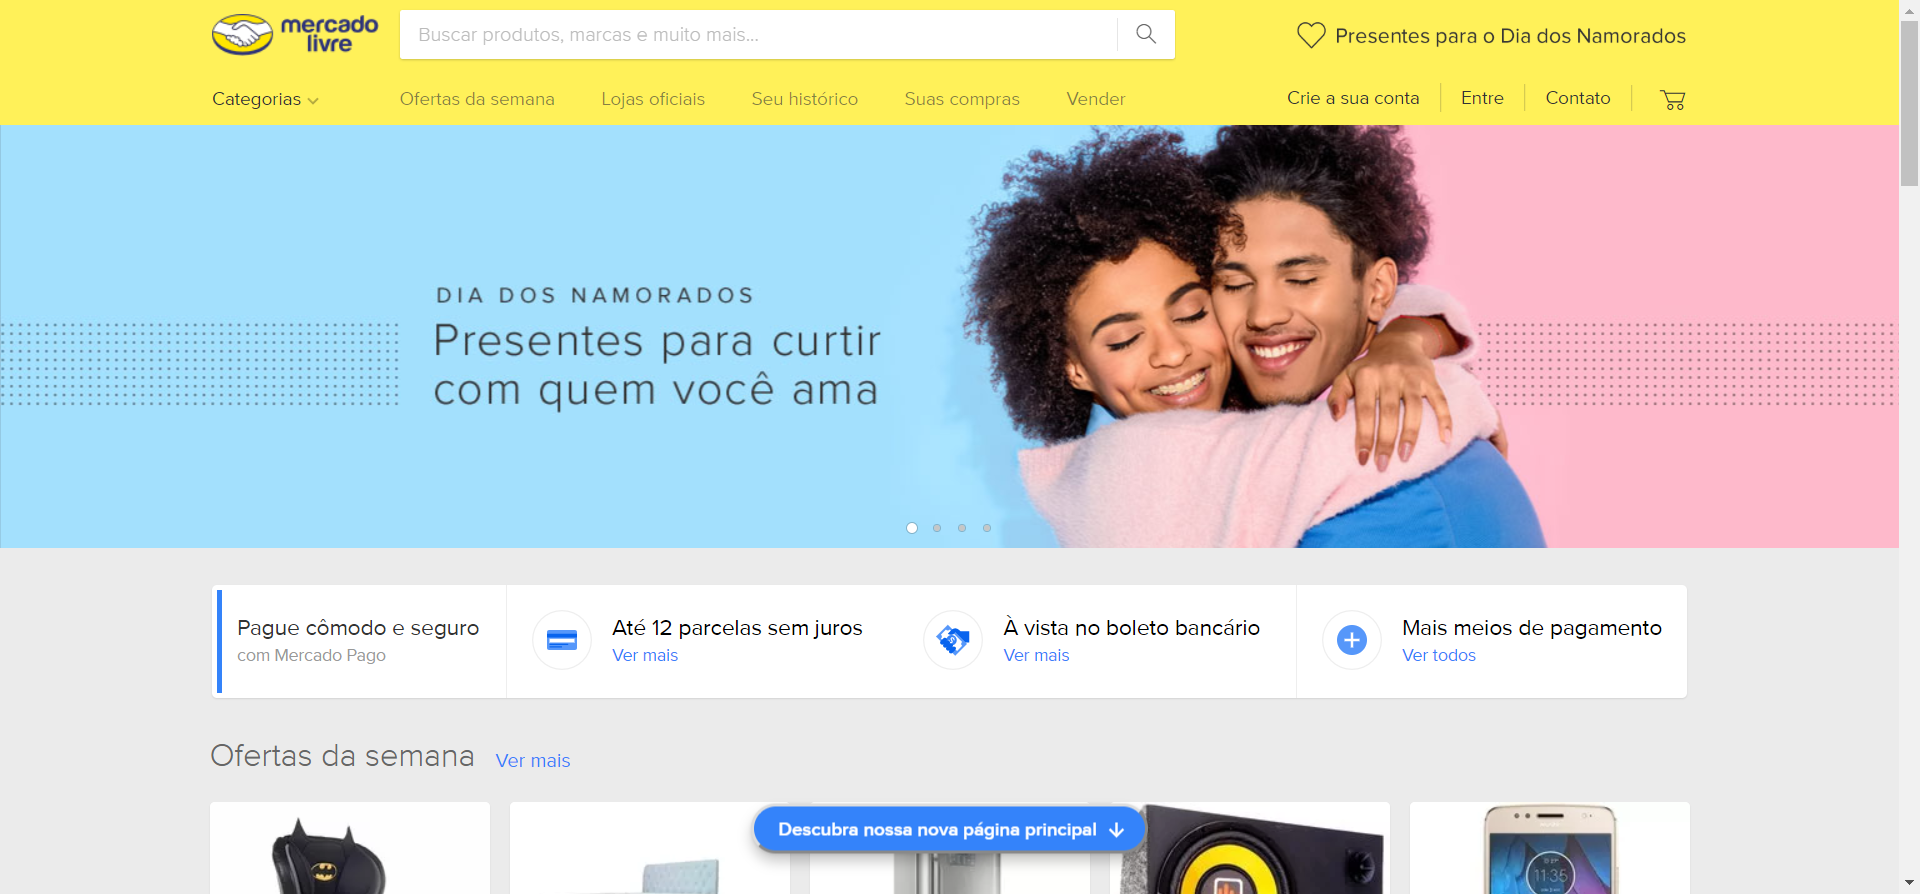 mercado
livre
Buscar produtos, marcas e muito mais...
Presentes para o Dia dos Namorados
Categorias
Ofertas da semana
Lojas oficiais
Seu histórico
Suas compras
Vender
Crie a sua conta
Entre
Contato
DIA DOS NAMORADOS
Presentes para curtir
com quem você ama
Pague cômodo e seguro
com Mercado Pago
Até 12 parcelas sem juros
Ver mais
À vista no boleto bancário
Ver mais
Mais meios de pagamento
Ver todos
Ofertas da semana
Ver mais
Descubra nossa nova página principal
11:35